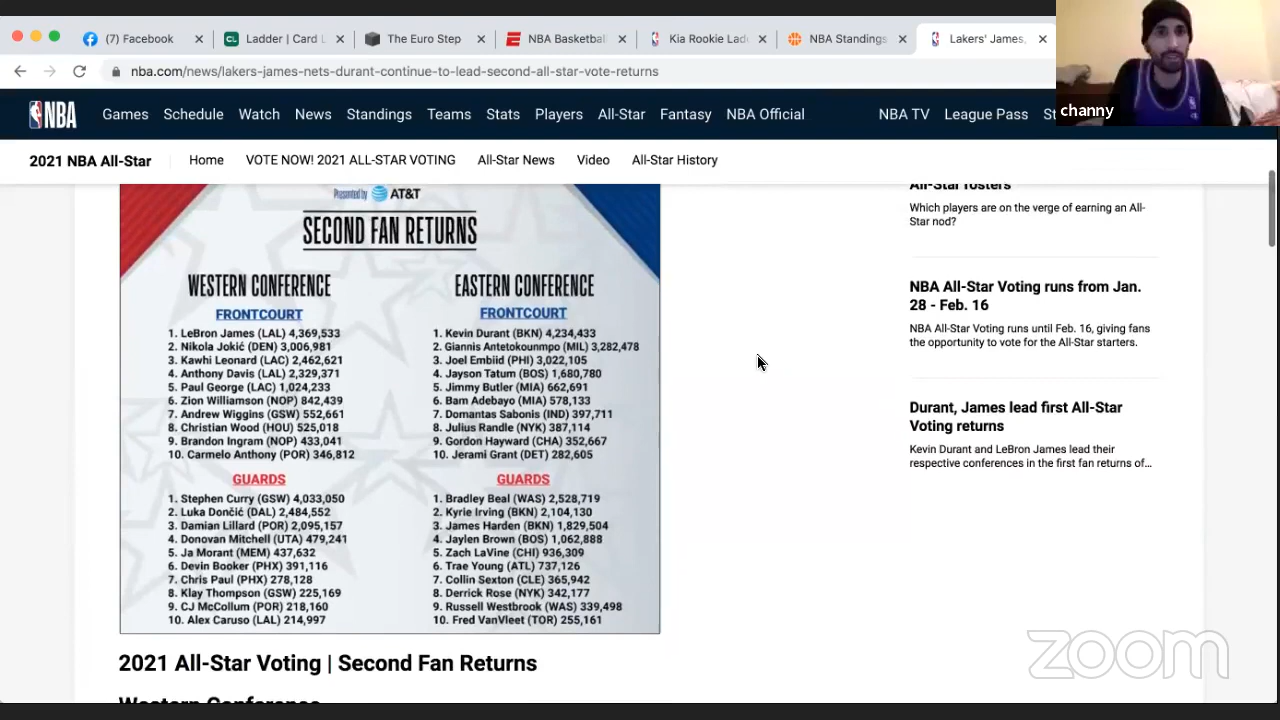 (7) Facebook
Ladder | Card L
The Euro Step
NBA Basketbal
Kia Rookie Lad
NBA Standings
Lakers' James,
nba.com/news/lakers-james-nets-durant-continue-to-lead-second-all-star-vote-returns
channy
NBA Games Schedule Watch News Standings Teams Stats Players All-Star Fantasy NBA Official NBA TV League Pass St
2021 NBA All-Star Home VOTE NOW! 2021 ALL-STAR VOTING All-Star News Video All-Star History
Presented by AT&T
SECOND FAN RETURNS
WESTERN CONFERENCE
FRONTCOURT
1. LeBron James (LAL) 4,369,533
2. Nikola Jokić (DEN) 3,006,981
3. Kawhi Leonard (LAC) 2,462,621
4. Anthony Davis (LAL) 2,329,371
5. Paul George (LAC) 1,024,233
6. Zion Williamson (NOP) 842,439
7. Andrew Wiggins (GSW) 552,661
8. Christian Wood (HOU) 525,018
9. Brandon Ingram (NOP) 433,041
10. Carmelo Anthony (POR) 346,812
GUARDS
1. Stephen Curry (GSW) 4,033,050
2. Luka Dončić (DAL) 2,484,552
3. Damian Lillard (POR) 2,095,157
4. Donovan Mitchell (UTA) 479,241
5. Ja Morant (MEM) 437,632
6. Devin Booker (PHX) 391,116
7. Chris Paul (PHX) 278,128
8. Klay Thompson (GSW) 225,169
9. CJ McCollum (POR) 218,160
10. Alex Caruso (LAL) 214,997
EASTERN CONFERENCE
FRONTCOURT
1. Kevin Durant (BKN) 4,234,433
2. Giannis Antetokounmpo (MIL) 3,282,478
3. Joel Embiid (PHI) 3,022,105
4. Jayson Tatum (BOS) 1,680,780
5. Jimmy Butler (MIA) 662,691
6. Bam Adebayo (MIA) 578,133
7. Domantas Sabonis (IND) 397,711
8. Julius Randle (NYK) 387,114
9. Gordon Hayward (CHA) 352,667
10. Jerami Grant (DET) 282,605
GUARDS
1. Bradley Beal (WAS) 2,528,719
2. Kyrie Irving (BKN) 2,104,130
3. James Harden (BKN) 1,829,504
4. Jaylen Brown (BOS) 1,062,888
5. Zach LaVine (CHI) 936,309
6. Trae Young (ATL) 737,126
7. Collin Sexton (CLE) 365,942
8. Derrick Rose (NYK) 342,177
9. Russell Westbrook (WAS) 339,498
10. Fred VanVleet (TOR) 255,161
All-Star rosters
Which players are on the verge of earning an All-
Star nod?
NBA All-Star Voting runs from Jan.
28 - Feb. 16
NBA All-Star Voting runs until Feb. 16, giving fans
the opportunity to vote for the All-Star starters.
Durant, James lead first All-Star
Voting returns
Kevin Durant and LeBron James lead their
respective conferences in the first fan returns of...
2021 All-Star Voting | Second Fan Returns
Western Conference
zoom